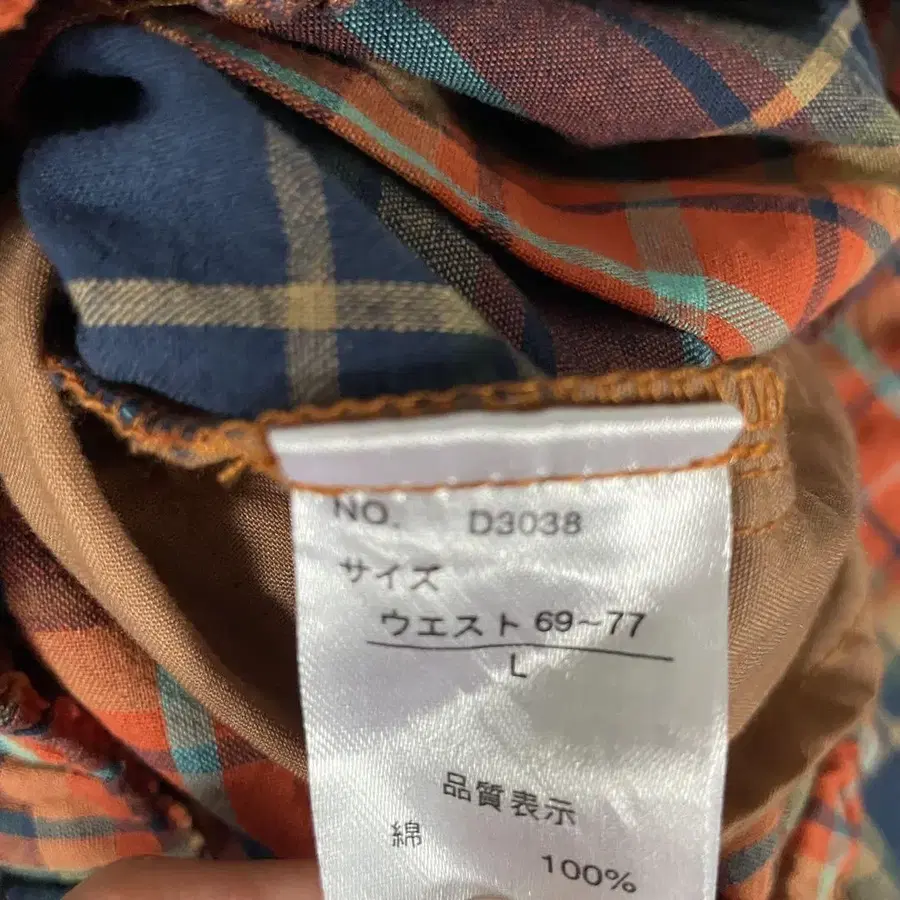 NO. D3038
サイズ
ウエスト 69~77
L
品質表示
綿 100%